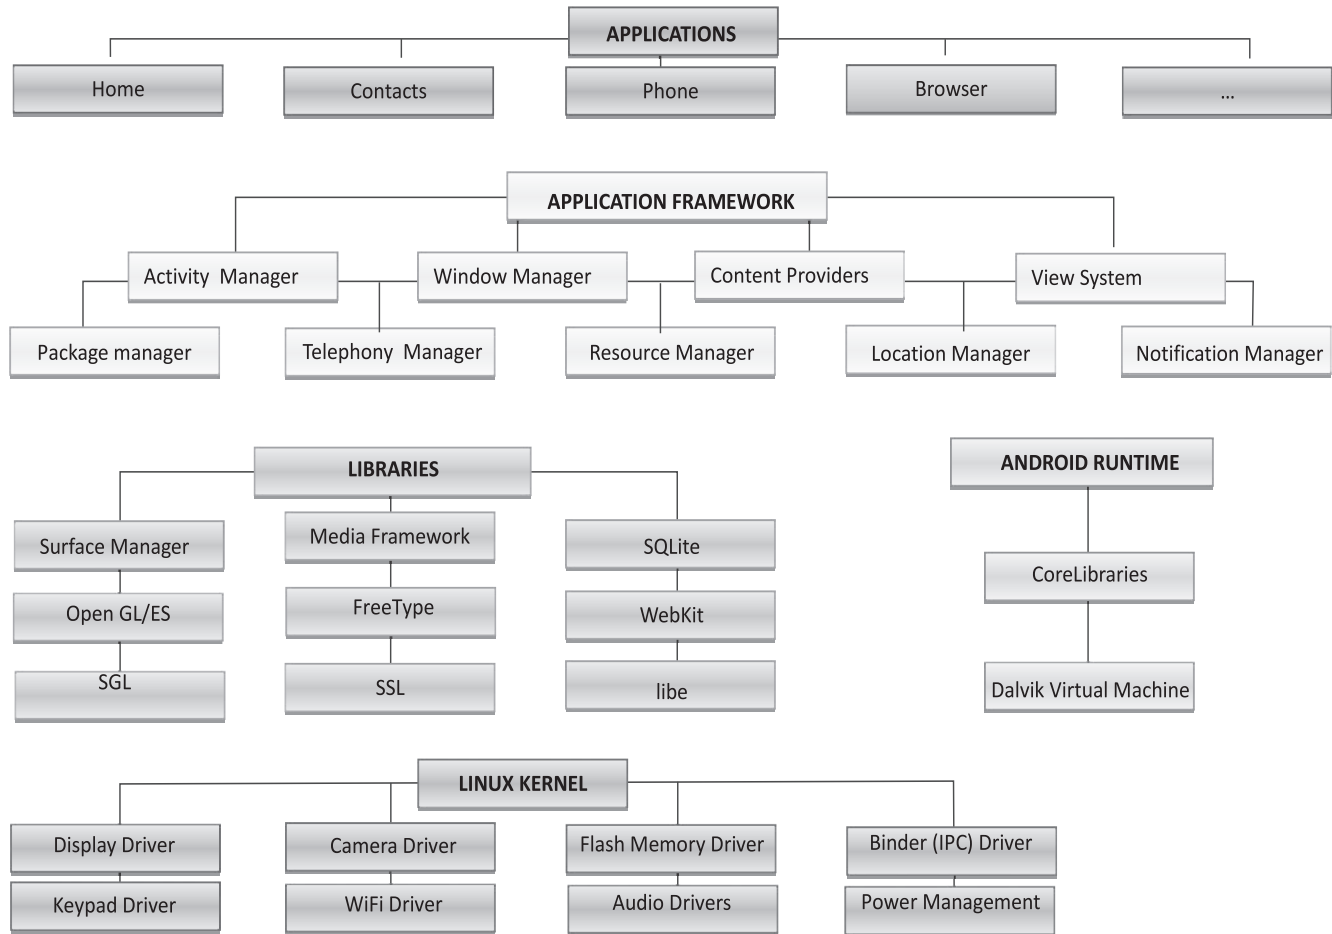 APPLICATIONS
Home
Contacts
Phone
Browser
...
APPLICATION FRAMEWORK
Activity Manager
Window Manager
Content Providers
View System
Package manager
Telephony Manager
Resource Manager
Location Manager
Notification Manager
LIBRARIES
Surface Manager
Media Framework
SQLite
Open GL/ES
FreeType
WebKit
SGL
SSL
libe
ANDROID RUNTIME
CoreLibraries
Dalvik Virtual Machine
LINUX KERNEL
Display Driver
Camera Driver
Flash Memory Driver
Binder (IPC) Driver
Keypad Driver
WiFi Driver
Audio Drivers
Power Management